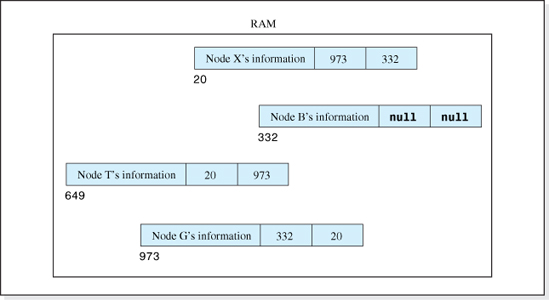 RAM
Node X's information 973 332
20
Node B's information null null
332
Node T's information 20 973
649
Node G's information 332 20
973